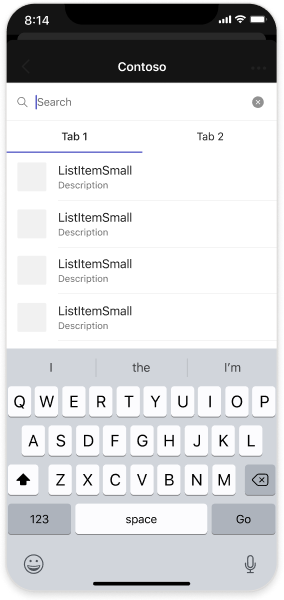 8:14
Contoso
Search
Tab 1 Tab 2
ListItemSmall
Description
ListItemSmall
Description
ListItemSmall
Description
ListItemSmall
Description
I the I'm
Q W E R T Y U I O P
A S D F G H J K L
Z X C V B N M
123 space Go